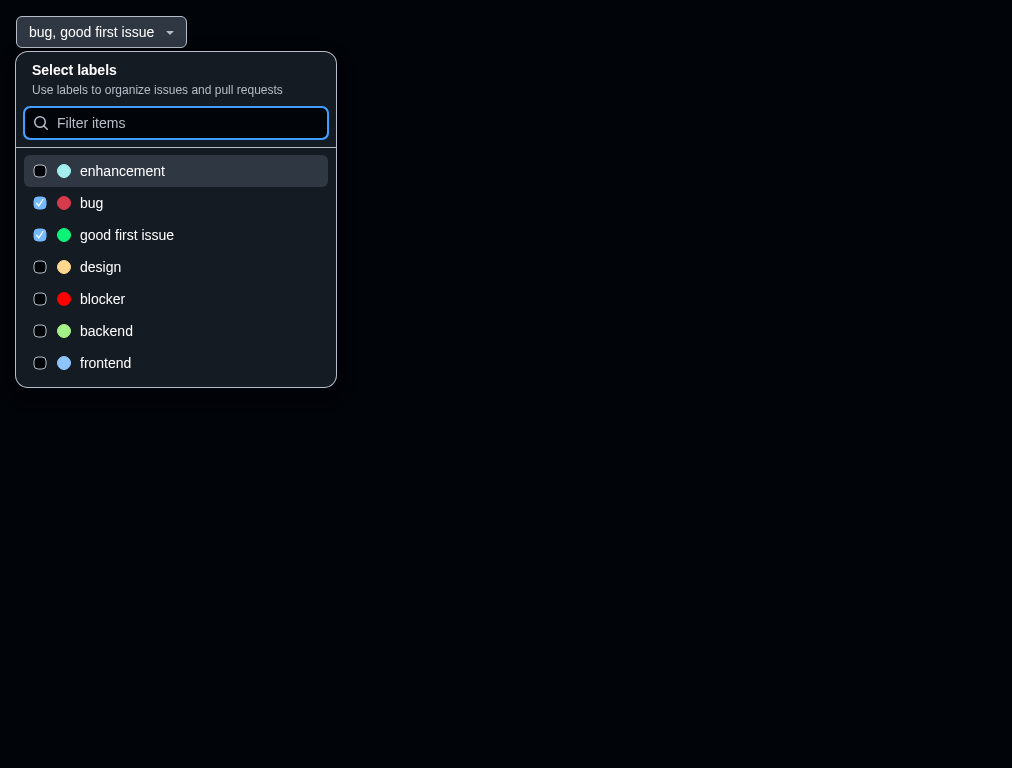 bug, good first issue
Select labels
Use labels to organize issues and pull requests
Filter items
enhancement
bug
good first issue
design
blocker
backend
frontend